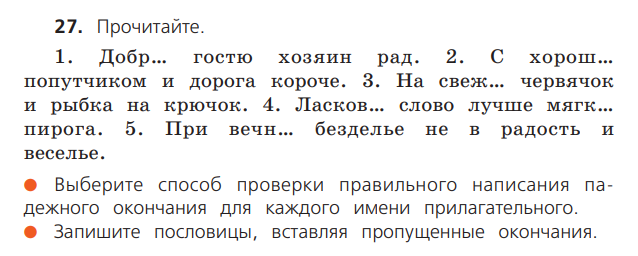 27. Прочитайте.
1. Добр... гостю хозяин рад. 2. С хорош...
попутчиком и дорога короче. 3. На свеж... червячок
и рыбка на крючок. 4. Ласков... слово лучше мягк...
пирога. 5. При вечн... безделье не в радость и
веселье.
Выберите способ проверки правильного написания па-
дежного окончания для каждого имени прилагательного.
Запишите пословицы, вставляя пропущенные окончания.